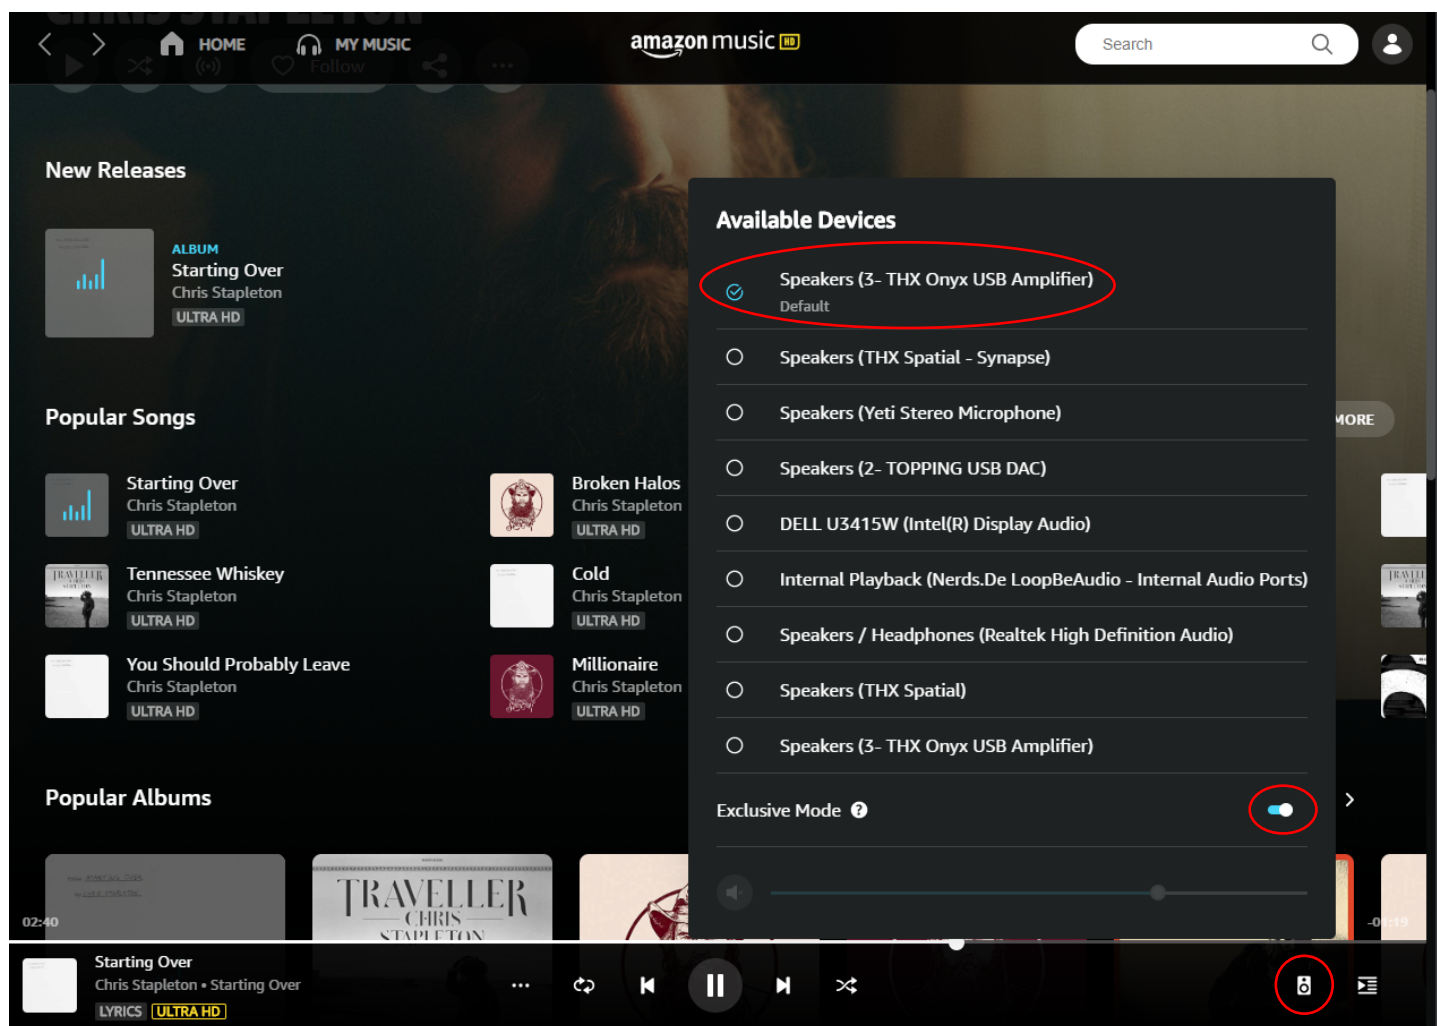 CHRIS STAPLETON
HOME
MY MUSIC
amazon music HD
Search
Follow
New Releases
ALBUM
Starting Over
Chris Stapleton
ULTRA HD
Popular Songs
MORE
Starting Over
Chris Stapleton
ULTRA HD
Broken Halos
Chris Stapleton
ULTRA HD
Tennessee Whiskey
Chris Stapleton
ULTRA HD
Cold
Chris Stapleton
ULTRA HD
You Should Probably Leave
Chris Stapleton
ULTRA HD
Millionaire
Chris Stapleton
ULTRA HD
Popular Albums
TRAVELLER
CHRIS
STAPLETON
Available Devices
Speakers (3- THX Onyx USB Amplifier)
Default
Speakers (THX Spatial - Synapse)
Speakers (Yeti Stereo Microphone)
Speakers (2- TOPPING USB DAC)
DELL U3415W (Intel(R) Display Audio)
Internal Playback (Nerds.De LoopBeAudio - Internal Audio Ports)
Speakers / Headphones (Realtek High Definition Audio)
Speakers (THX Spatial)
Speakers (3- THX Onyx USB Amplifier)
Exclusive Mode ?
02:40
-01:19
Starting Over
Chris Stapleton • Starting Over
LYRICS ULTRA HD